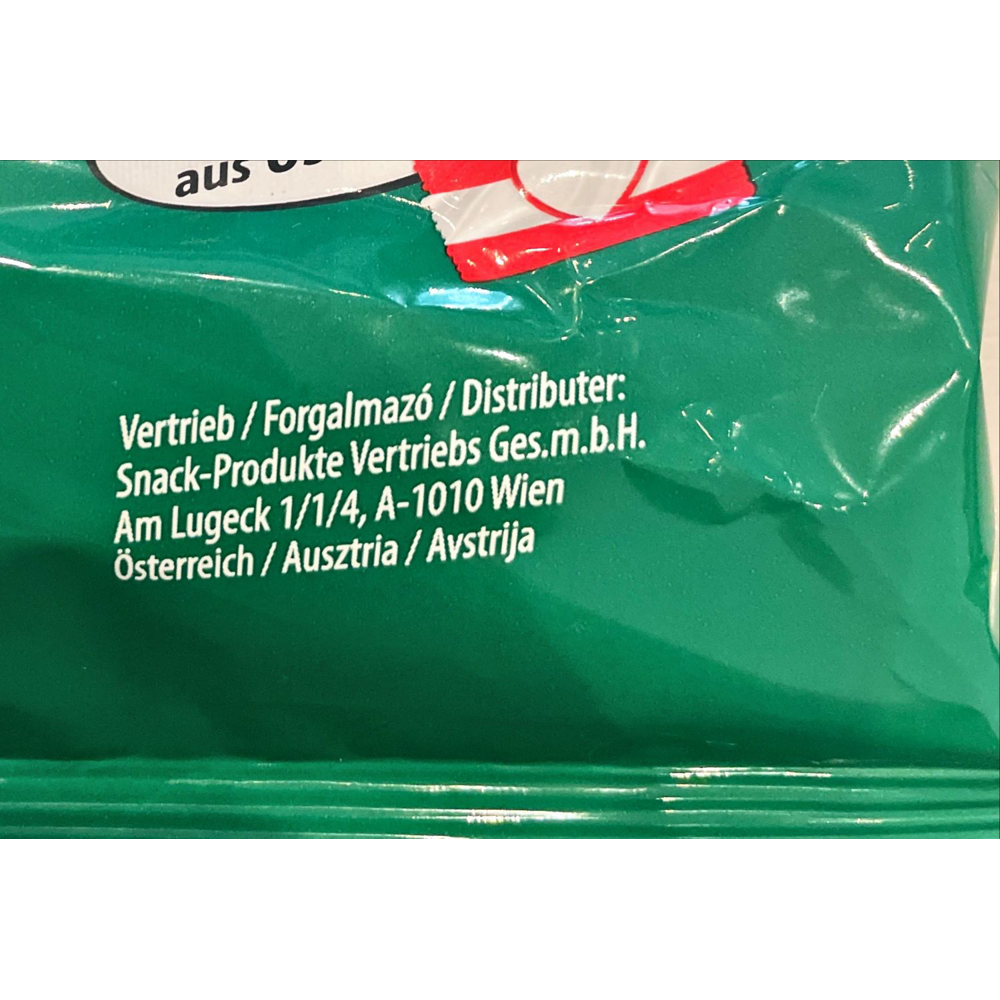 aus
Vertrieb / Forgalmazó / Distributer:
Snack-Produkte Vertriebs Ges.m.b.H.
Am Lugeck 1/1/4, A-1010 Wien
Österreich / Ausztria / Avstrija